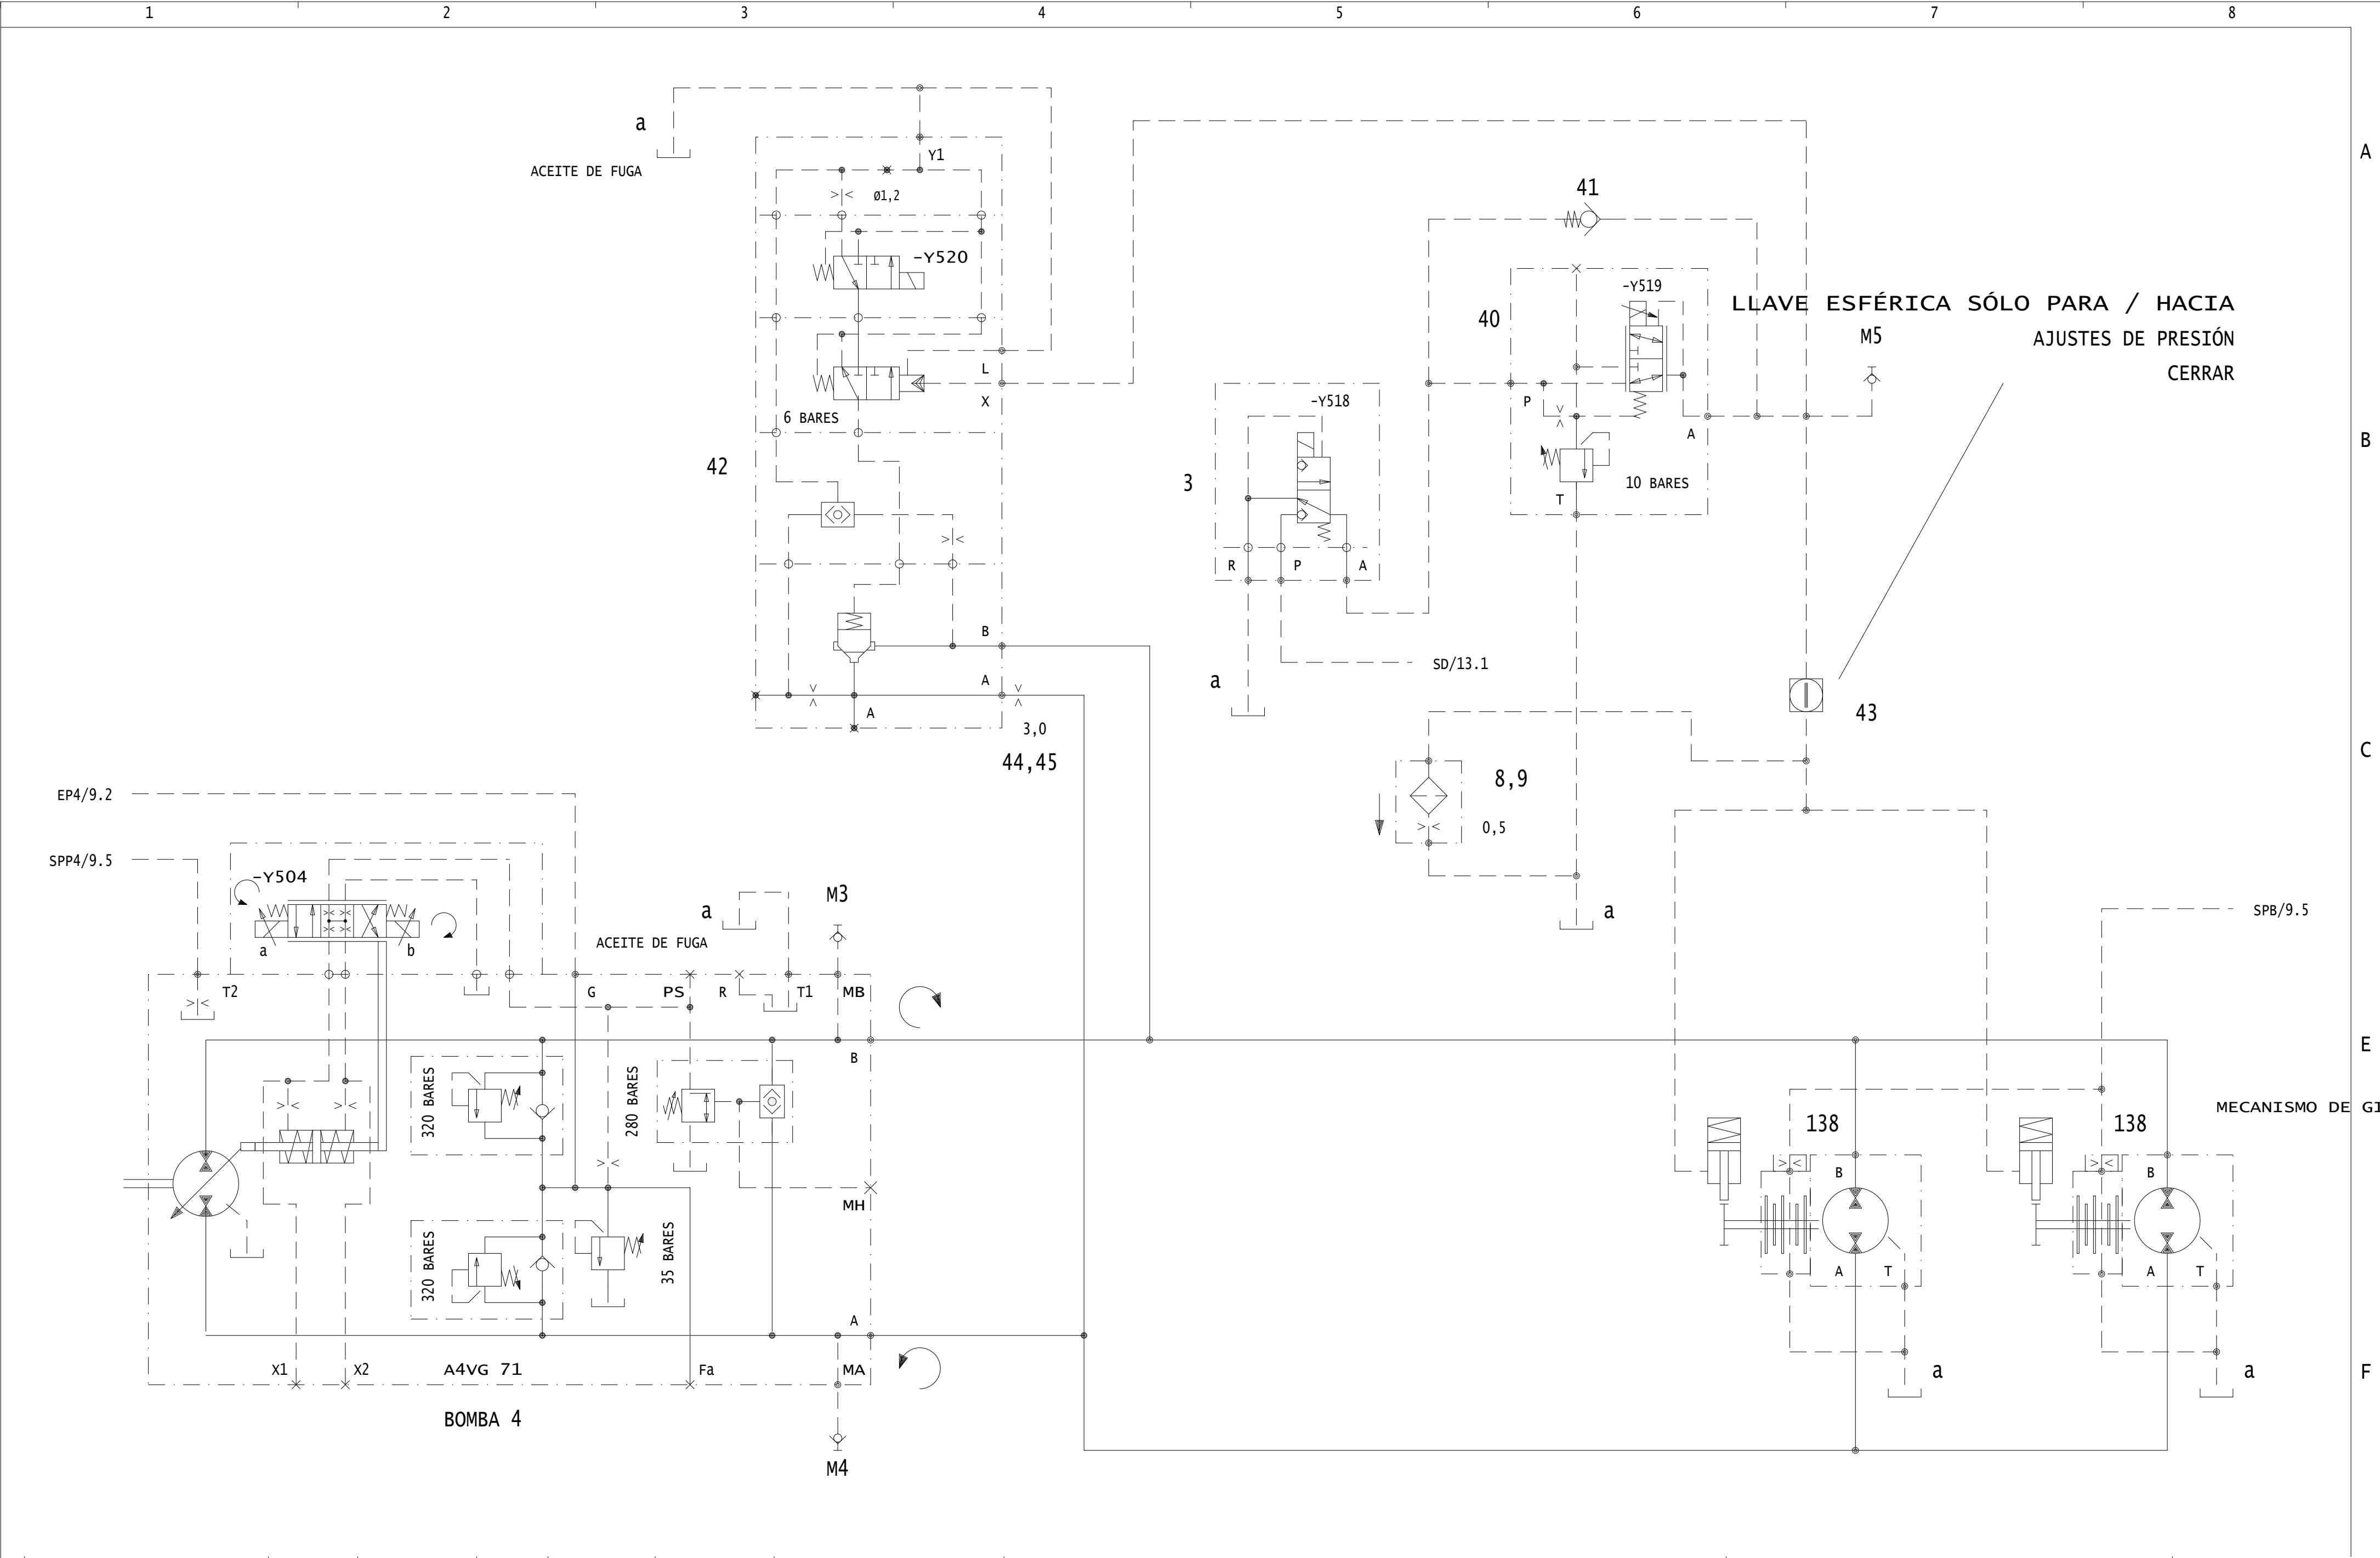 1 2 3 4 5 6 7 8
a
ACEITE DE FUGA
Y1
Ø1,2
-Y520
L
X
6 BARES
42
B
A
A
3,0
44,45
41
-Y519
40
P
A
10 BARES
T
LLAVE ESFÉRICA SÓLO PARA / HACIA
M5
AJUSTES DE PRESIÓN
CERRAR
-Y518
3
R
P
A
SD/13.1
a
43
8,9
0,5
a
A
B
C
E
F
EP4/9.2
SPP4/9.5
-Y504
a
b
T2
a
ACEITE DE FUGA
M3
G
PS
R
T1
MB
B
320 BARES
280 BARES
MH
320 BARES
35 BARES
A
X1
X2
A4VG 71
Fa
MA
BOMBA 4
M4
SPB/9.5
MECANISMO DE GI
138
B
A
T
a
138
B
A
T
a